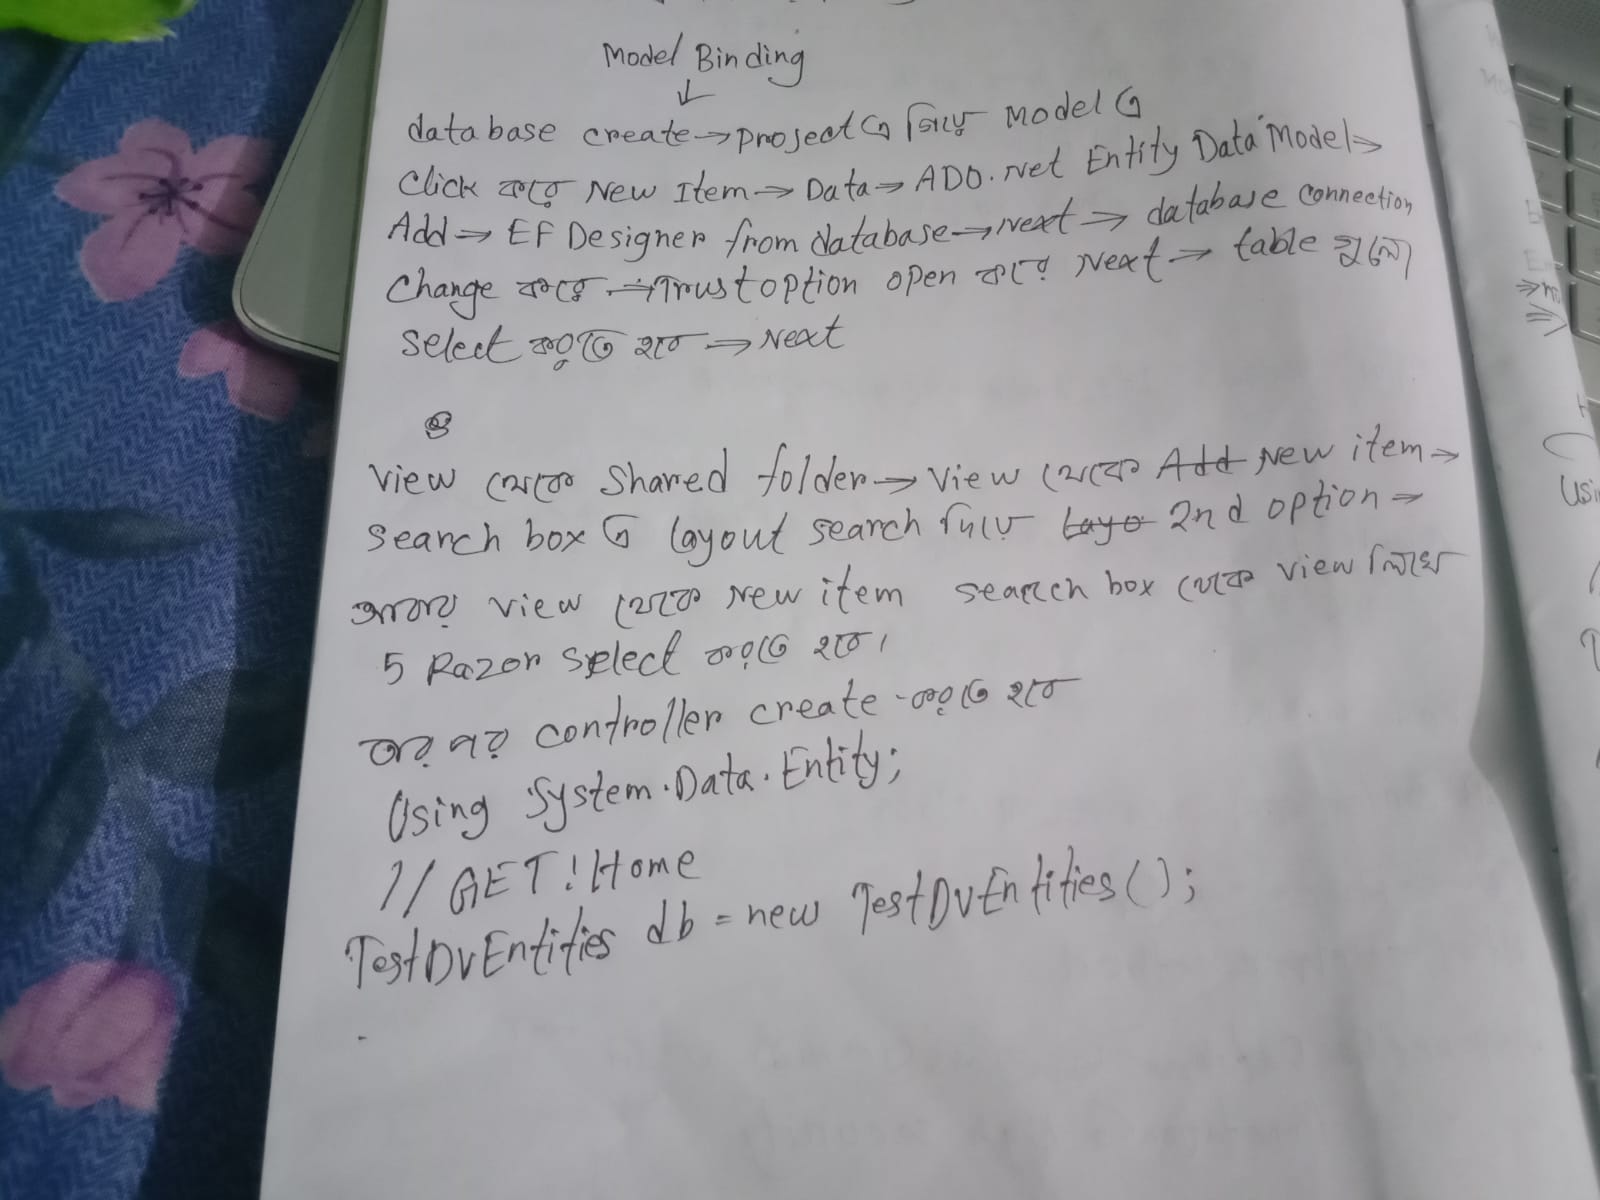 Model Binding
↓
database create → project এ গিয়ে Model এ
Click করে New Item → Data → ADO.Net Entity Data Model →
Add → EF Designer from database → Next → database connection
Change করে → Trust option open করে Next → table গুলো
Select করতে হবে → Next
View থেকে Shared folder → View থেকে Add New item →
Search box এ layout search দিয়ে Layo 2nd option →
আবার view থেকে New item search box থেকে view লিখে
5 Razor Select করতে হবে।
তার পর controller create করতে হবে
Using System.Data.Entity;
// GET: Home
TestDvEntities db = new TestDvEntities();
Usi